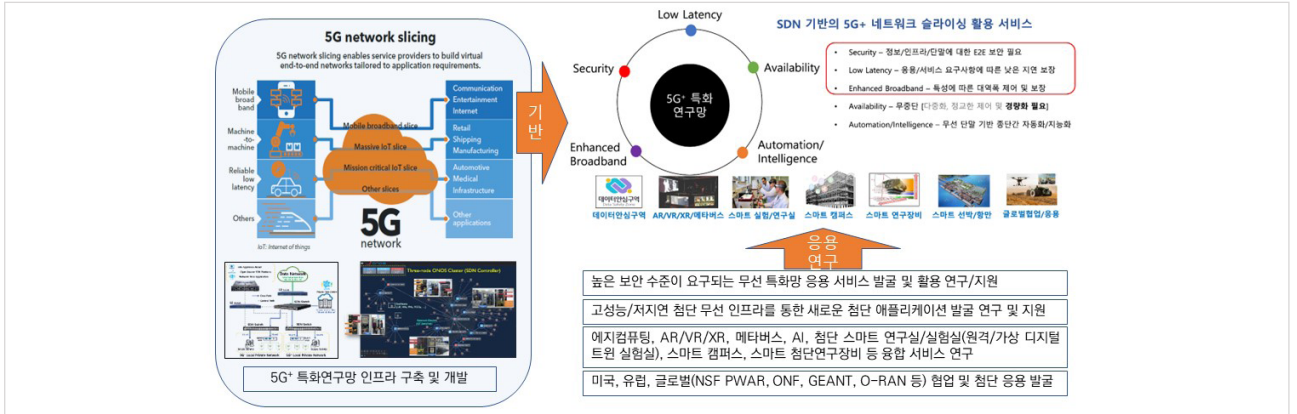 5G network slicing
5G network slicing enables service providers to build virtual
end-to-end networks tailored to application requirements.
Mobile
broad
band
Machine
-to-
machine
Reliable
low
latency
Others
Mobile broadband slice
Massive IoT slice
Mission critical IoT slice
Other slices
5G
network
Communication
Entertainment
Internet
Retail
Shipping
Manufacturing
Automotive
Medical
Infrastructure
Other
applications
IoT: Internet of things
Three-node ONOS Cluster (SDN Controller)
5G⁺ 특화연구망 인프라 구축 및 개발
기
반
Low Latency
Security
Availability
5G⁺ 특화
연구망
Enhanced
Broadband
Automation/
Intelligence
SDN 기반의 5G+ 네트워크 슬라이싱 활용 서비스
• Security – 정보/인프라/단말에 대한 E2E 보안 필요
• Low Latency – 응용/서비스 요구사항에 따른 낮은 지연 보장
• Enhanced Broadband – 특성에 따른 대역폭 제어 및 보장
• Availability – 무중단 [다중화, 정교한 제어 및 경량화 필요]
• Automation/Intelligence – 무선 단말 기반 종단간 자동화/지능화
데이터안심구역
데이터안심구역
AR/VR/XR/메타버스
스마트 실험/연구실
스마트 캠퍼스
스마트 연구장비
스마트 선박/항만
글로벌협업/응용
응용
연구
높은 보안 수준이 요구되는 무선 특화망 응용 서비스 발굴 및 활용 연구/지원
고성능/저지연 첨단 무선 인프라를 통한 새로운 첨단 애플리케이션 발굴 연구 및 지원
에지컴퓨팅, AR/VR/XR, 메타버스, AI, 첨단 스마트 연구실/실험실(원격/가상 디지털
트윈 실험실), 스마트 캠퍼스, 스마트 첨단연구장비 등 융합 서비스 연구
미국, 유럽, 글로벌(NSF PWAR, ONF, GEANT, O-RAN 등) 협업 및 첨단 응용 발굴